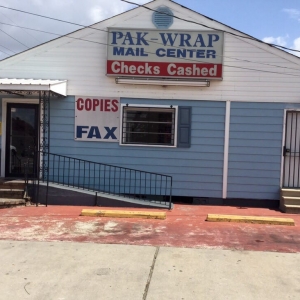 PAK-WRAP
MAIL CENTER
Checks Cashed
COPIES
FAX